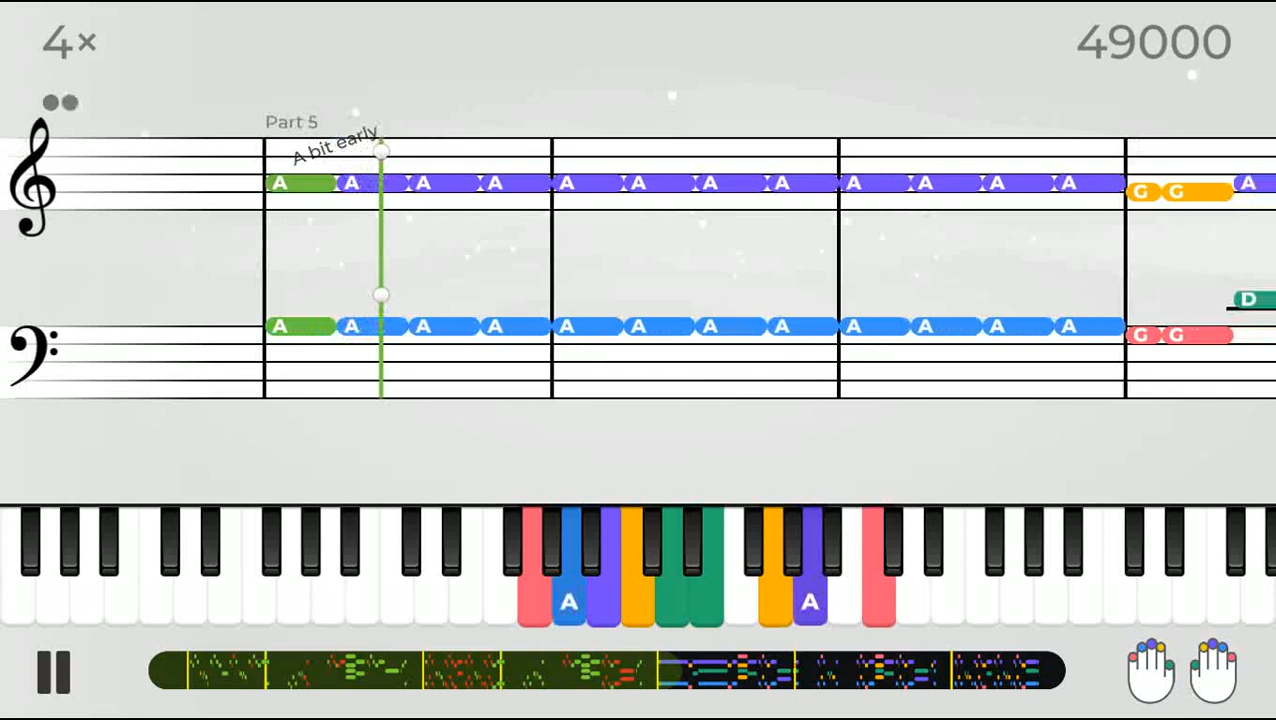 4×
49000
Part 5
A bit early
A A A A A A A A A A A A G G A
D
A A A A A A A A A A A A G G
A A